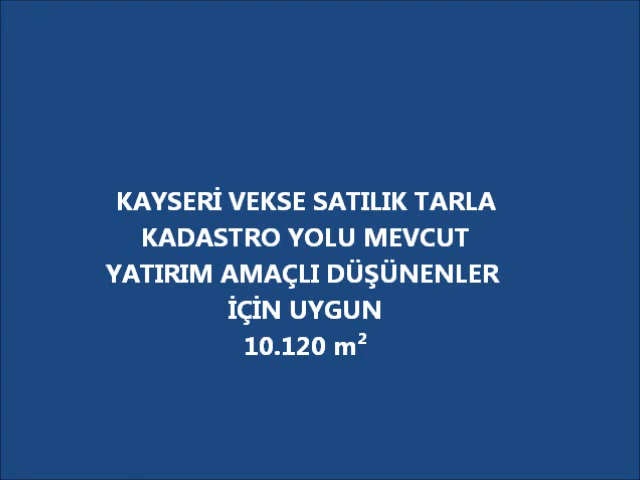 KAYSERİ VEKSE SATILIK TARLA
KADASTRO YOLU MEVCUT
YATIRIM AMAÇLI DÜŞÜNENLER
İÇİN UYGUN
10.120 m²